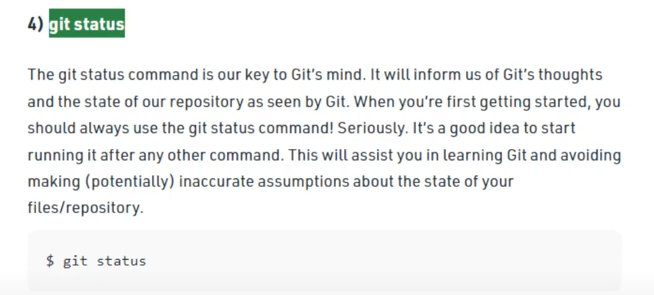 4) git status
The git status command is our key to Git's mind. It will inform us of Git's thoughts
and the state of our repository as seen by Git. When you're first getting started, you
should always use the git status command! Seriously. It's a good idea to start
running it after any other command. This will assist you in learning Git and avoiding
making (potentially) inaccurate assumptions about the state of your
files/repository.
$ git status